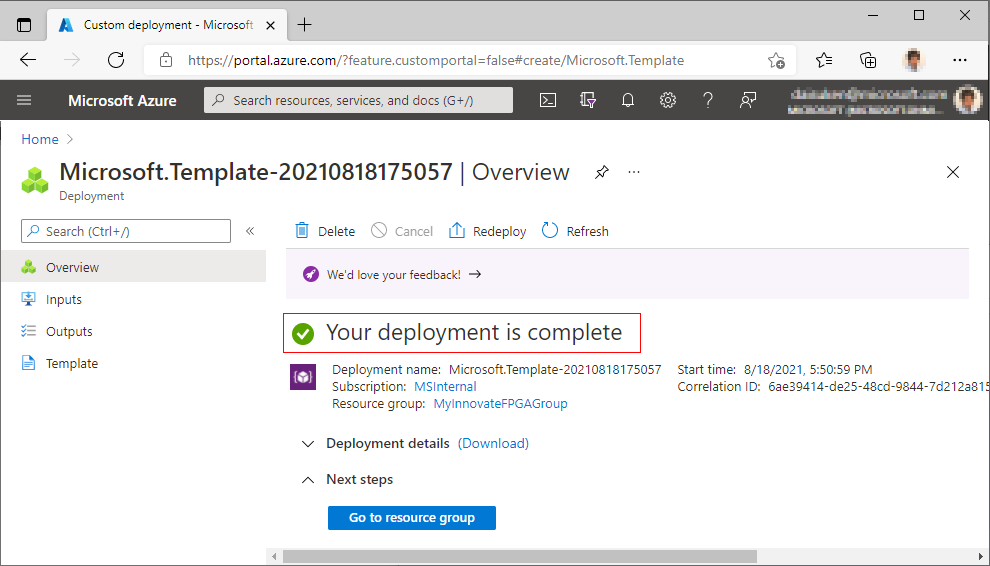 Custom deployment - Microsoft
https://portal.azure.com/?feature.customportal=false#create/Microsoft.Template
Microsoft Azure
Search resources, services, and docs (G+/)
Home
Microsoft.Template-20210818175057 | Overview
Deployment
Search (Ctrl+/)
Overview
Inputs
Outputs
Template
Delete Cancel Redeploy Refresh
We'd love your feedback!
Your deployment is complete
Deployment name: Microsoft.Template-20210818175057
Subscription: MSInternal
Resource group: MyInnovateFPGAGroup
Start time: 8/18/2021, 5:50:59 PM
Correlation ID: 6ae39414-de25-48cd-9844-7d212a815
Deployment details (Download)
Next steps
Go to resource group